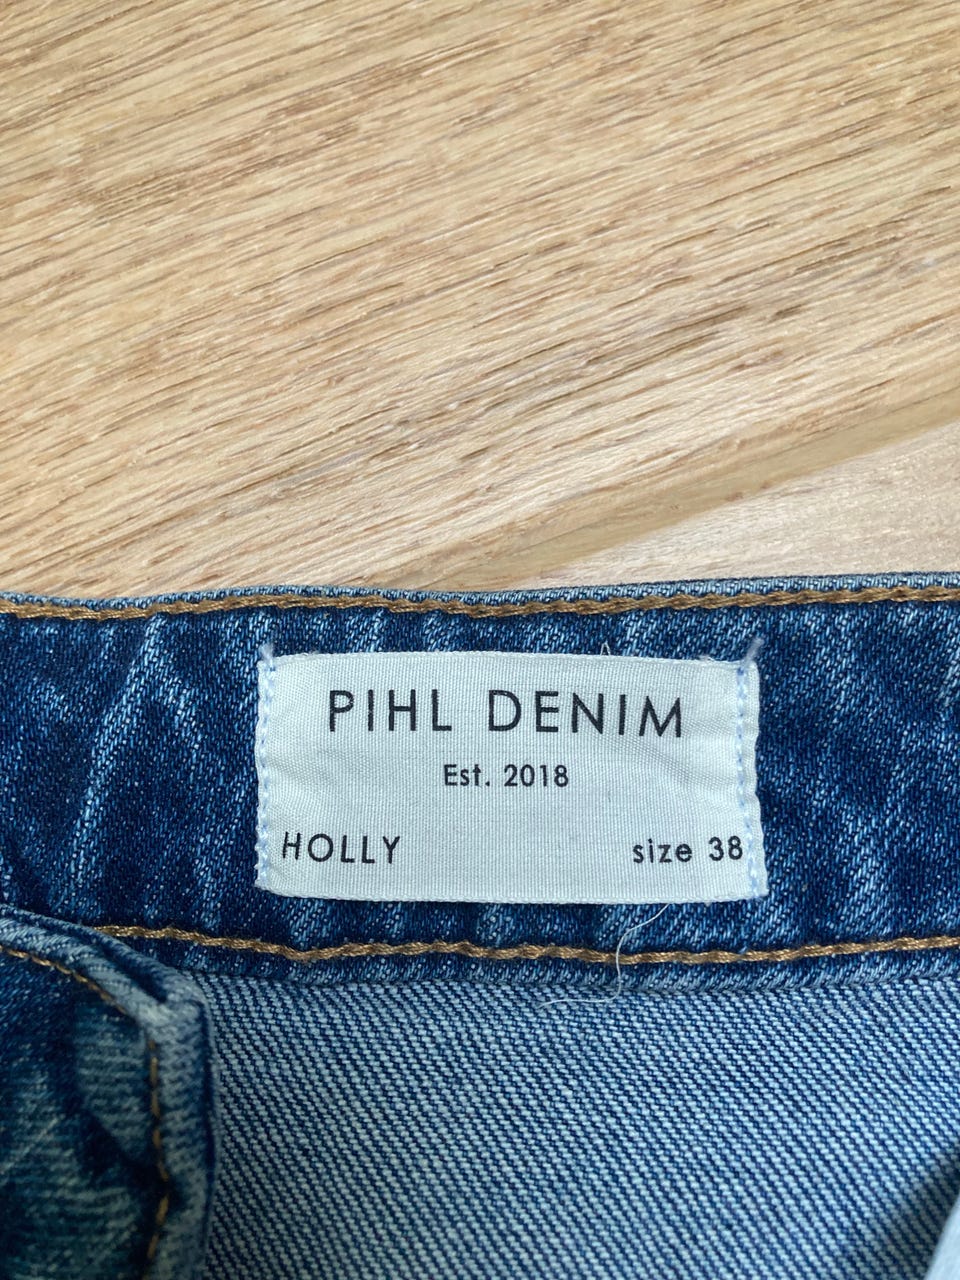 PIHL DENIM
Est. 2018
HOLLY size 38